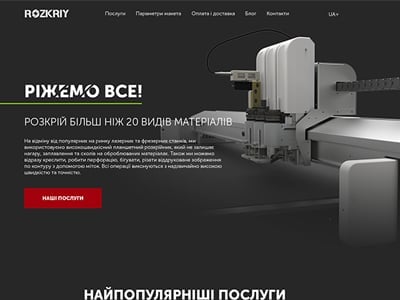 ROZKRIY
Послуги Параметри макета Оплата і доставка Блог Контакти UA
РІЖЕМО ВСЕ!
РОЗКРІЙ БІЛЬШ НІЖ 20 ВИДІВ МАТЕРІАЛІВ
На відміну від популярних на ринку лазерних та фрезерних станків, ми
використовуємо високошвидкісний планшетний розкрійник, який не залишає
нагару, заплавлення та сколів на оброблюваних матеріалах. Також ми можемо
відразу креслити, робити перфорацію, бігувати, різати віддруковане зображення
по контуру з допомогою міток. Всі операції виконуються з надзвичайно високою
швидкістю та точністю.
НАШІ ПОСЛУГИ
НАЙПОПУЛЯРНІШІ ПОСЛУГИ